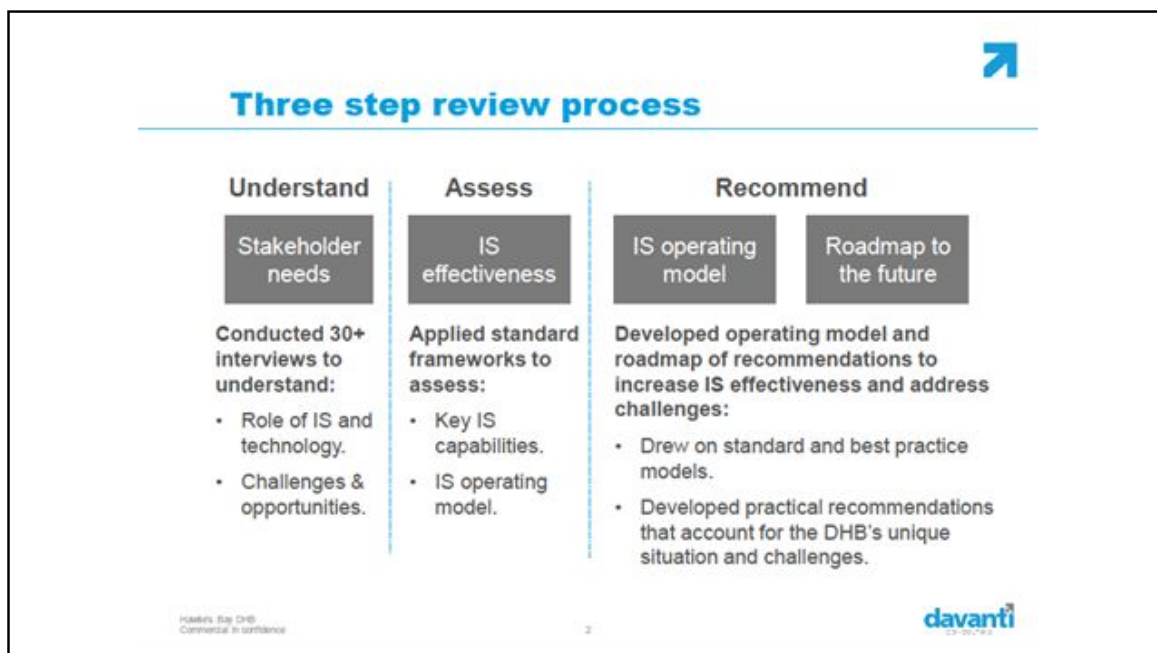 Three step review process
Understand
Stakeholder
needs
Conducted 30+
interviews to
understand:
• Role of IS and
technology.
• Challenges &
opportunities.
Assess
IS
effectiveness
Applied standard
frameworks to
assess:
• Key IS
capabilities.
• IS operating
model.
Recommend
IS operating
model
Roadmap to
the future
Developed operating model and
roadmap of recommendations to
increase IS effectiveness and address
challenges:
• Drew on standard and best practice
models.
• Developed practical recommendations
that account for the DHB's unique
situation and challenges.
Hawke's Bay DHB
Commercial in confidence
2
davanti